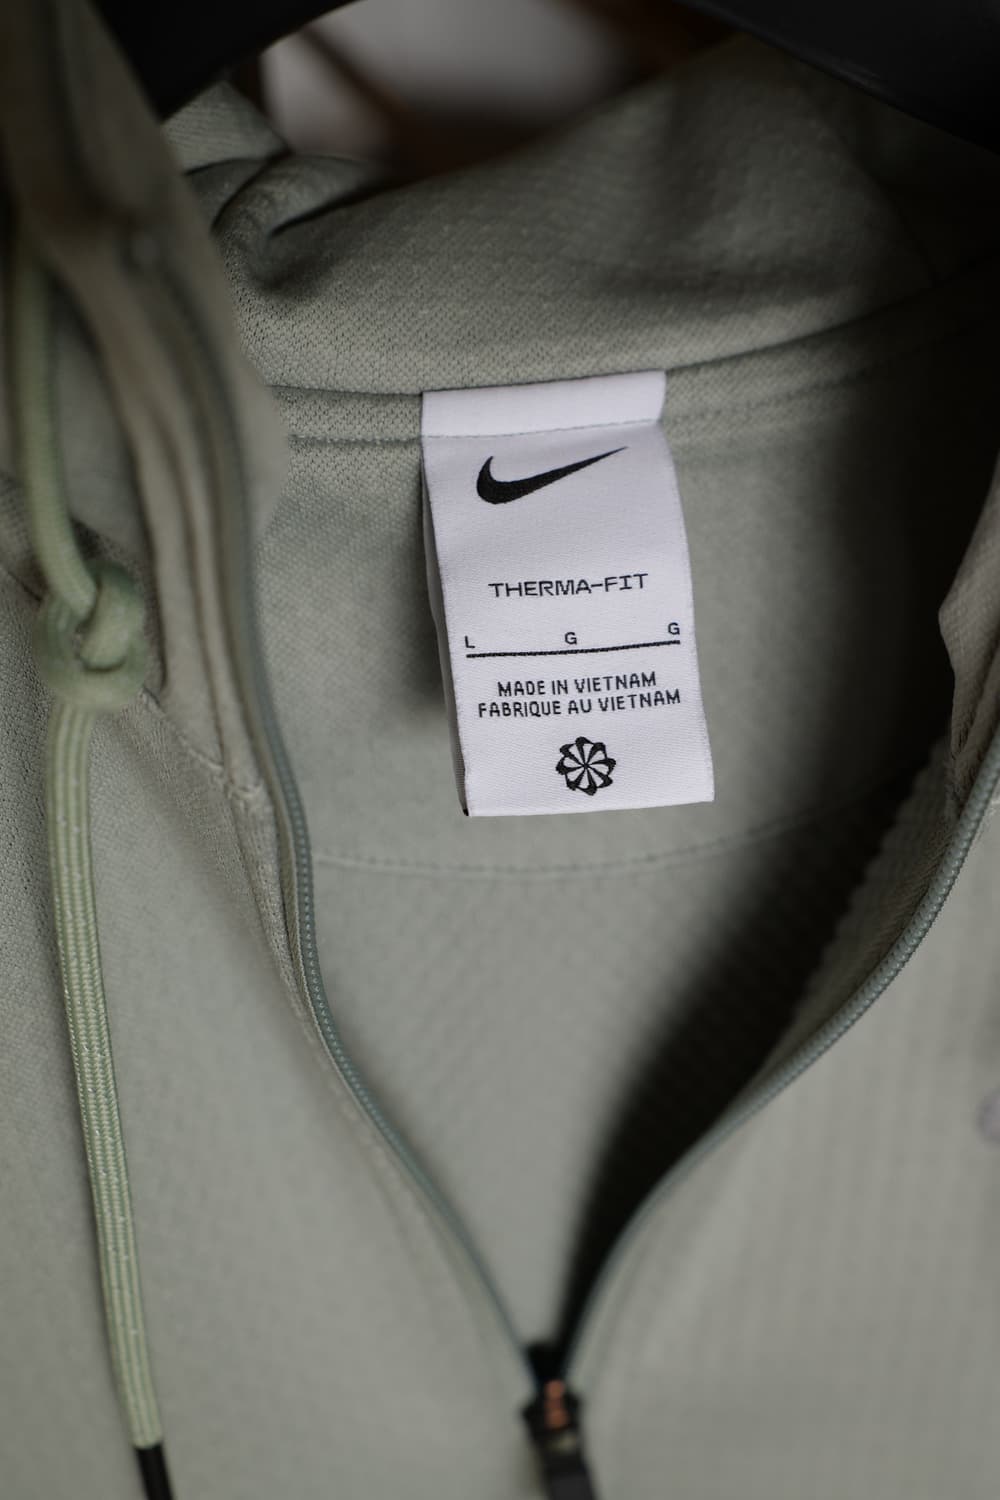 THERMA-FIT
L G G
MADE IN VIETNAM
FABRIQUE AU VIETNAM